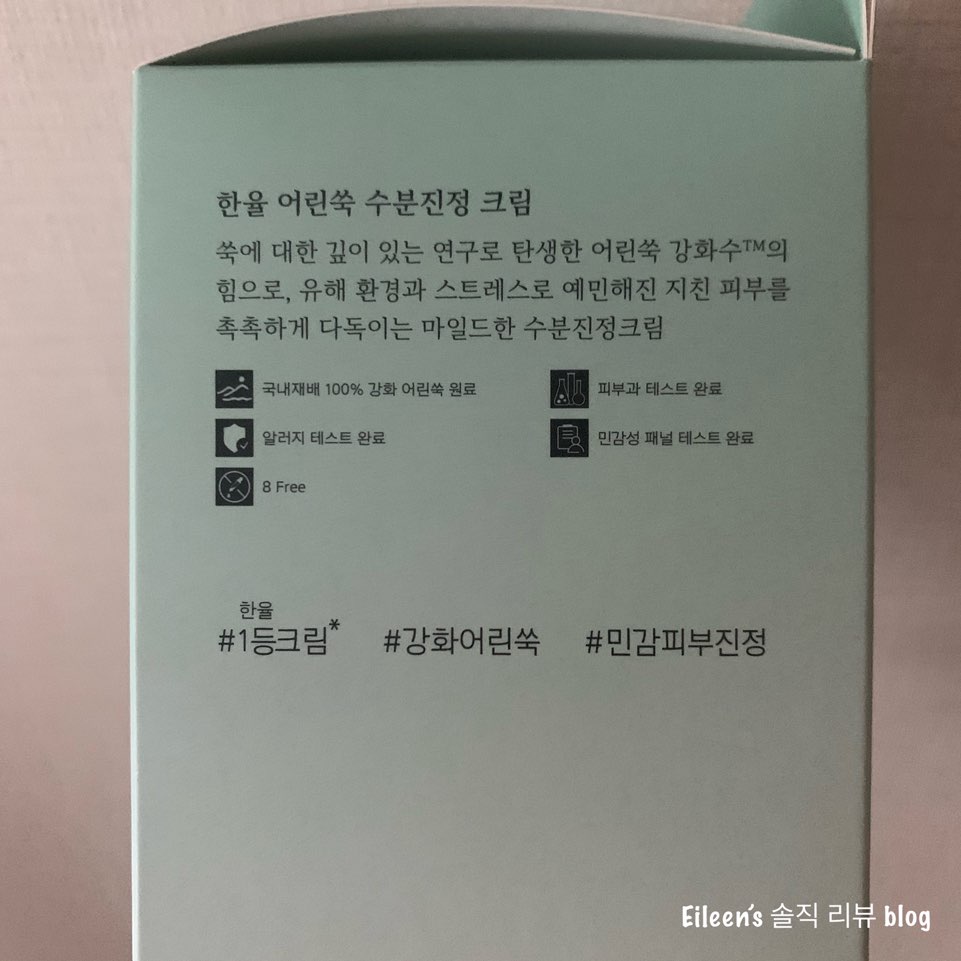 한율 어린쑥 수분진정 크림
쑥에 대한 깊이 있는 연구로 탄생한 어린쑥 강화수™의
힘으로, 유해 환경과 스트레스로 예민해진 지친 피부를
촉촉하게 다독이는 마일드한 수분진정크림
국내재배 100% 강화 어린쑥 원료
피부과 테스트 완료
알러지 테스트 완료
민감성 패널 테스트 완료
8 Free
한율
#1등크림* #강화어린쑥 #민감피부진정
Eileen's 솔직 리뷰 blog